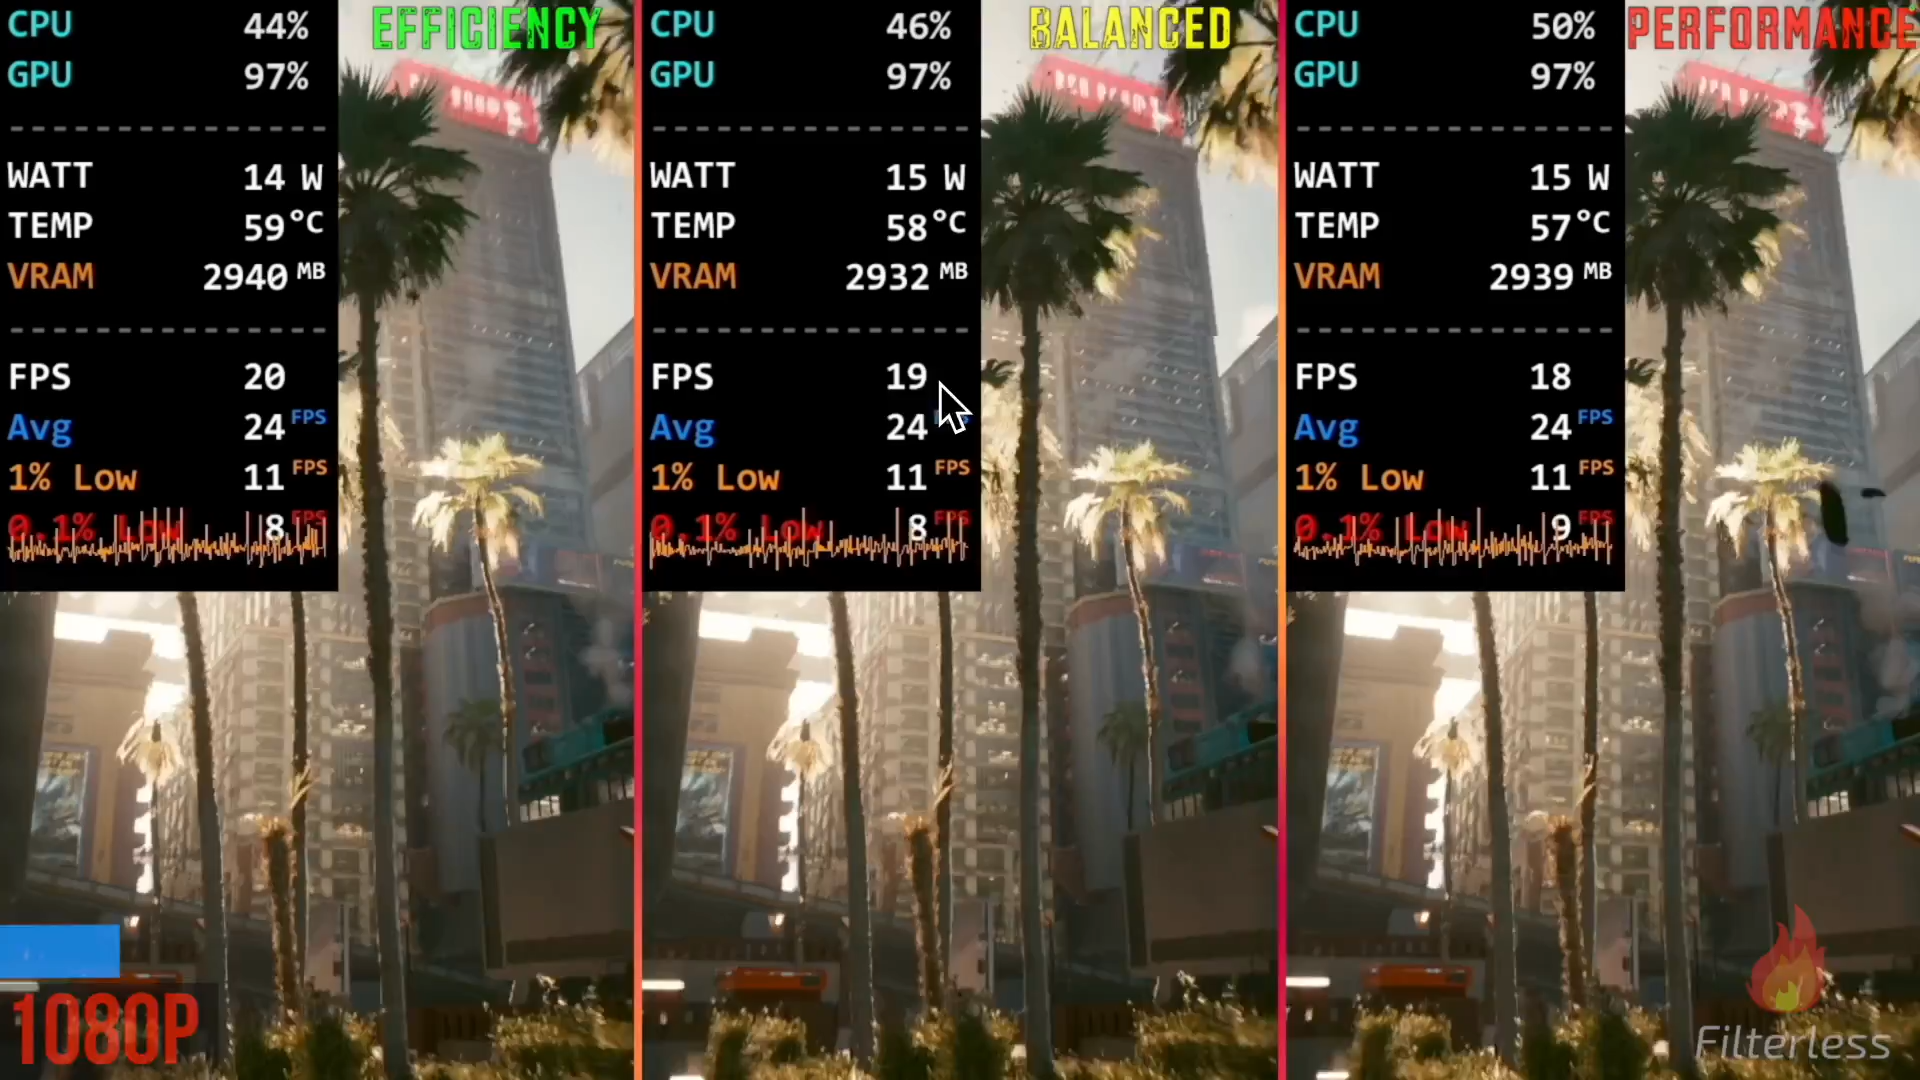 CPU 44%
GPU 97%
WATT 14 W
TEMP 59°C
VRAM 2940 MB
FPS 20
Avg 24 FPS
1% Low 11 FPS
0.1% Low 8 FPS
EFFICIENCY
CPU 46%
GPU 97%
WATT 15 W
TEMP 58°C
VRAM 2932 MB
FPS 19
Avg 24 FPS
1% Low 11 FPS
0.1% Low 8 FPS
BALANCED
CPU 50%
GPU 97%
WATT 15 W
TEMP 57°C
VRAM 2939 MB
FPS 18
Avg 24 FPS
1% Low 11 FPS
0.1% Low 9 FPS
PERFORMANCE
1080P
Filterless